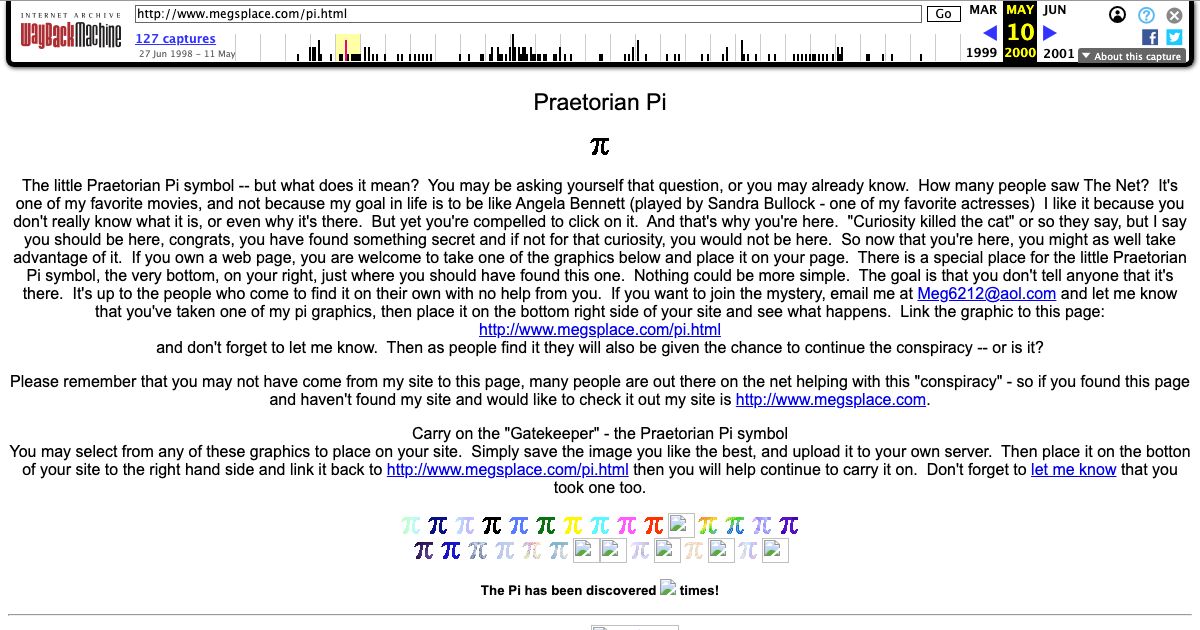 INTERNET ARCHIVE
WayBackMachine
http://www.megsplace.com/pi.html
Go
127 captures
27 Jun 1998 – 11 May
MAR
MAY
JUN
10
1999
2000
2001
About this capture
Praetorian Pi
π
The little Praetorian Pi symbol -- but what does it mean?  You may be asking yourself that question, or you may already know.  How many people saw The Net?  It's
one of my favorite movies, and not because my goal in life is to be like Angela Bennett (played by Sandra Bullock - one of my favorite actresses)  I like it because you
don't really know what it is, or even why it's there.  But yet you're compelled to click on it.  And that's why you're here.  "Curiosity killed the cat" or so they say, but I say
you should be here, congrats, you have found something secret and if not for that curiosity, you would not be here.  So now that you're here, you might as well take
advantage of it.  If you own a web page, you are welcome to take one of the graphics below and place it on your page.  There is a special place for the little Praetorian
Pi symbol, the very bottom, on your right, just where you should have found this one.  Nothing could be more simple.  The goal is that you don't tell anyone that it's
there.  It's up to the people who come to find it on their own with no help from you.  If you want to join the mystery, email me at Meg6212@aol.com and let me know
that you've taken one of my pi graphics, then place it on the bottom right side of your site and see what happens.  Link the graphic to this page:
http://www.megsplace.com/pi.html
and don't forget to let me know.  Then as people find it they will also be given the chance to continue the conspiracy -- or is it?
Please remember that you may not have come from my site to this page, many people are out there on the net helping with this "conspiracy" - so if you found this page
and haven't found my site and would like to check it out my site is http://www.megsplace.com.
Carry on the "Gatekeeper" - the Praetorian Pi symbol
You may select from any of these graphics to place on your site.  Simply save the image you like the best, and upload it to your own server.  Then place it on the botton
of your site to the right hand side and link it back to http://www.megsplace.com/pi.html then you will help continue to carry it on.  Don't forget to let me know that you
took one too.
π π π π π π π π π π π π π π
π π π π π π π π π
The Pi has been discovered times!